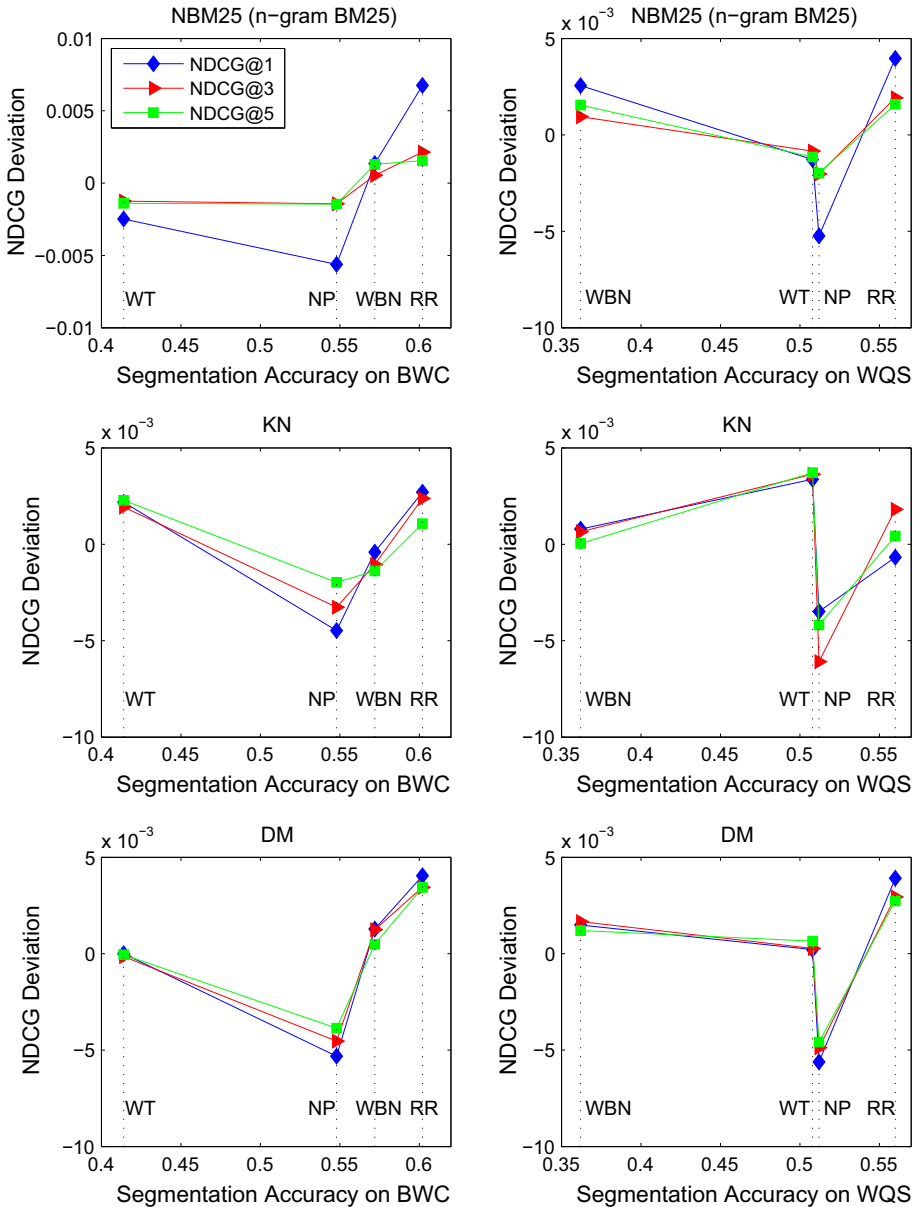 NBM25 (n−gram BM25)
NDCG@1
NDCG@3
NDCG@5
0.01
0.005
0
−0.005
−0.01
NDCG Deviation
WT
NP
WBN
RR
0.4
0.45
0.5
0.55
0.6
Segmentation Accuracy on BWC
NBM25 (n−gram BM25)
x 10−3
5
0
−5
−10
NDCG Deviation
WBN
WT
NP
RR
0.35
0.4
0.45
0.5
0.55
Segmentation Accuracy on WQS
KN
x 10−3
5
0
−5
−10
NDCG Deviation
WT
NP
WBN
RR
0.4
0.45
0.5
0.55
0.6
Segmentation Accuracy on BWC
KN
x 10−3
5
0
−5
−10
NDCG Deviation
WBN
WT
NP
RR
0.35
0.4
0.45
0.5
0.55
Segmentation Accuracy on WQS
DM
x 10−3
5
0
−5
−10
NDCG Deviation
WT
NP
WBN
RR
0.4
0.45
0.5
0.55
0.6
Segmentation Accuracy on BWC
DM
x 10−3
5
0
−5
−10
NDCG Deviation
WBN
WT
NP
RR
0.35
0.4
0.45
0.5
0.55
Segmentation Accuracy on WQS